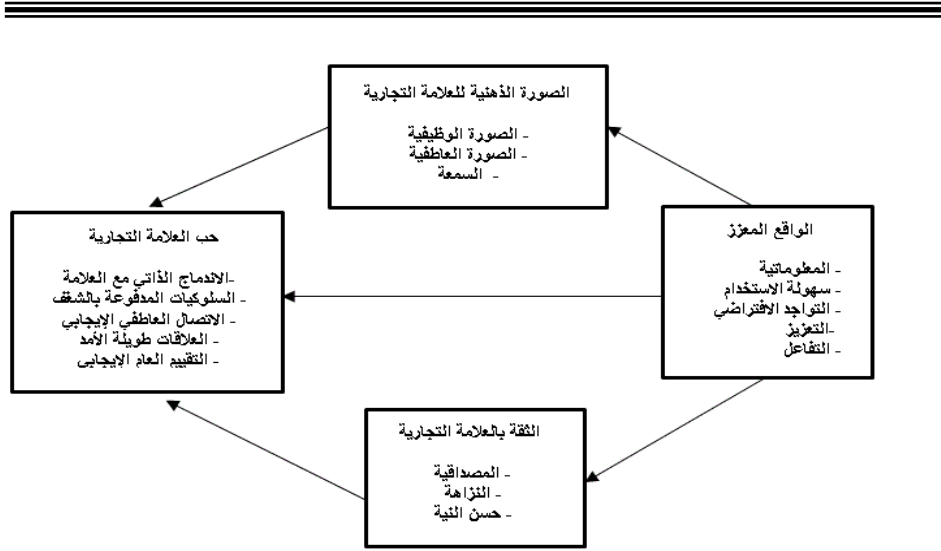 الصورة الذهنية للعلامة التجارية
- الصورة الوظيفية
- الصورة العاطفية
- السمعة
الواقع المعزز
- المعلوماتية
- سهولة الاستخدام
- التواجد الافتراضي
-التعزيز
- التفاعل
حب العلامة التجارية
-الاندماج الذاتي مع العلامة
- السلوكيات المدفوعة بالشغف
- الاتصال العاطفي الإيجابي
- العلاقات طويلة الأمد
- التقييم العام الإيجابي
الثقة بالعلامة التجارية
- المصداقية
- النزاهة
- حسن النية